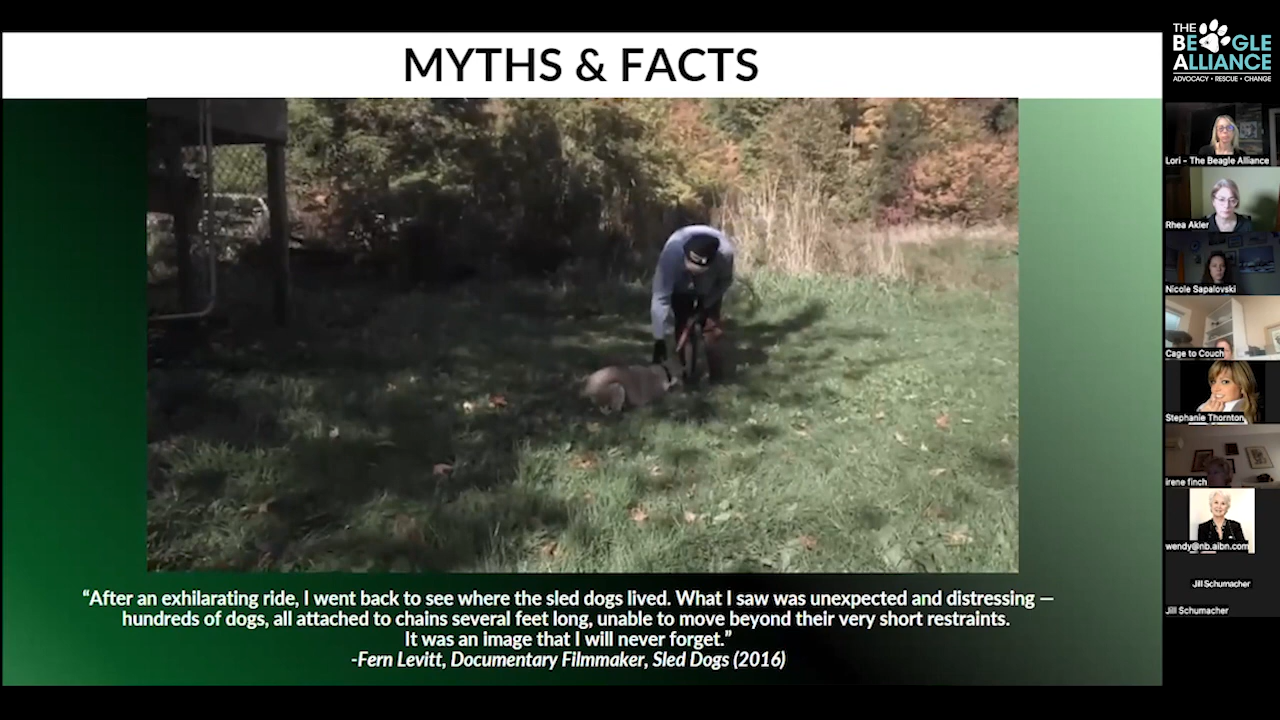 MYTHS & FACTS
“After an exhilarating ride, I went back to see where the sled dogs lived. What I saw was unexpected and distressing —
hundreds of dogs, all attached to chains several feet long, unable to move beyond their very short restraints.
It was an image that I will never forget.”
-Fern Levitt, Documentary Filmmaker, Sled Dogs (2016)
THE
BEAGLE
ALLIANCE
ADVOCACY • RESCUE • CHANGE
Lori - The Beagle Alliance
Rhea Akler
Nicole Sapalovski
Cage to Couch
Stephanie Thornton
irene finch
wendy@nb.aibn.com
Jill Schumacher
Jill Schumacher